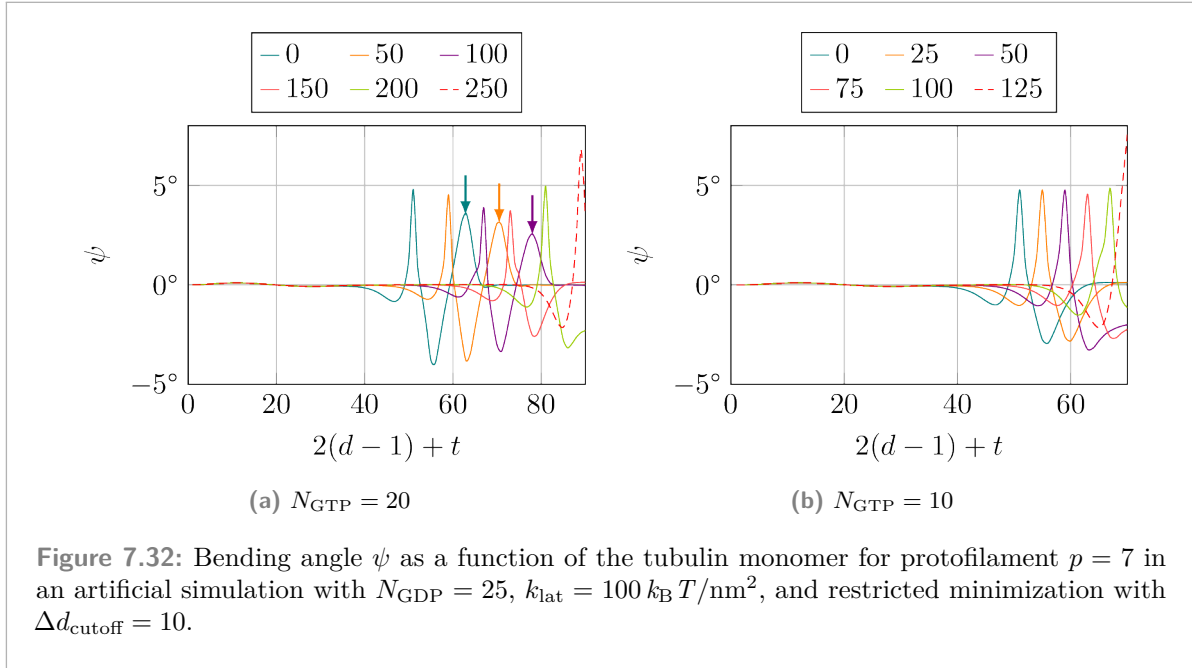 0 50 100
150 200 250
0 25 50
75 100 125
5°
0°
−5°
ψ
0 20 40 60 80
2(d − 1) + t
5°
0°
−5°
ψ
0 20 40 60
2(d − 1) + t
(a) N_GTP = 20
(b) N_GTP = 10
Figure 7.32: Bending angle ψ as a function of the tubulin monomer for protofilament p = 7 in
an artificial simulation with N_GDP = 25, k_lat = 100 k_B T/nm², and restricted minimization with
Δd_cutoff = 10.